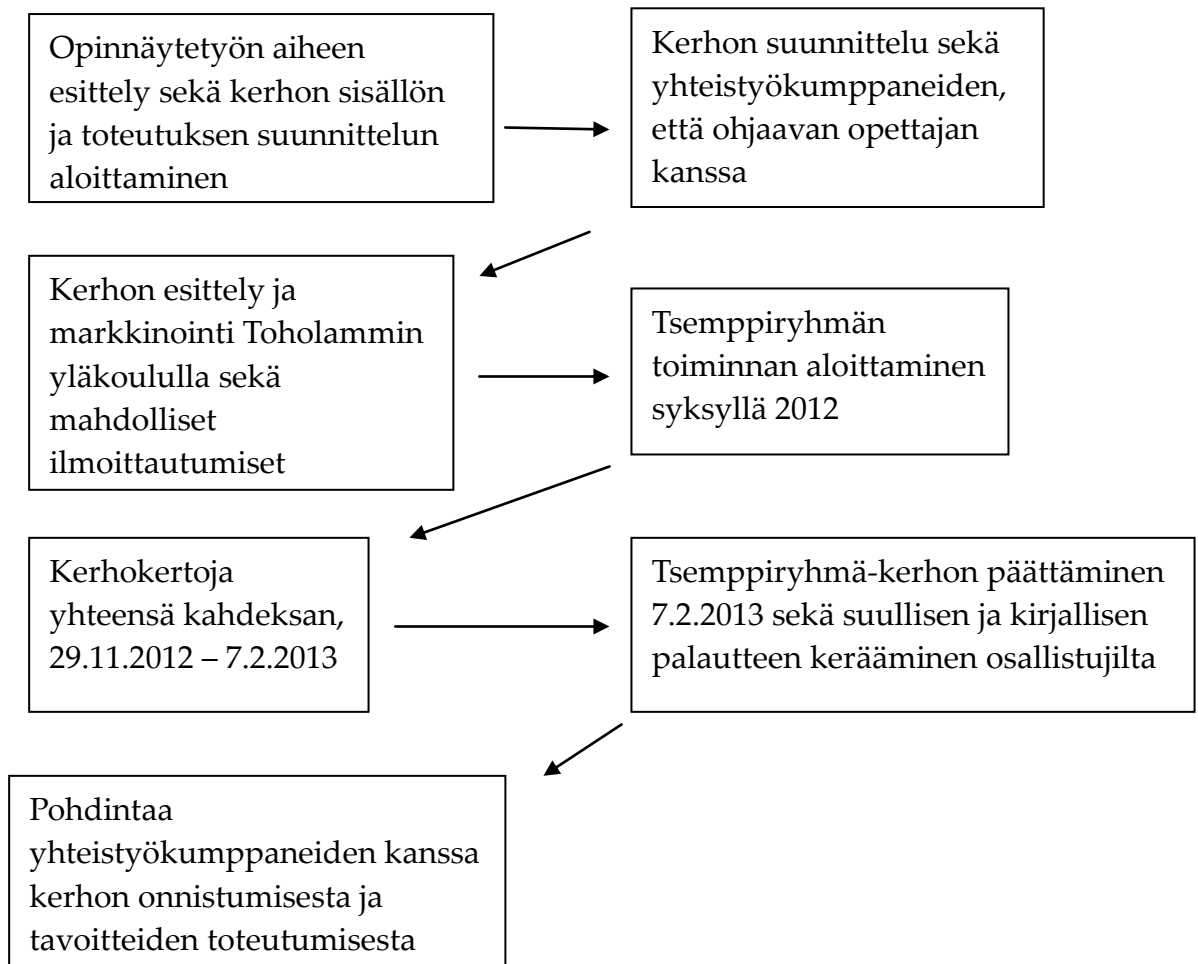 Opinnäytetyön aiheen
esittely sekä kerhon sisällön
ja toteutuksen suunnittelun
aloittaminen
Kerhon suunnittelu sekä
yhteistyökumppaneiden,
että ohjaavan opettajan
kanssa
Kerhon esittely ja
markkinointi Toholammin
yläkoululla sekä
mahdolliset
ilmoittautumiset
Tsemppiryhmän
toiminnan aloittaminen
syksyllä 2012
Kerhokertoja
yhteensä kahdeksan,
29.11.2012 – 7.2.2013
Tsemppiryhmä-kerhon päättäminen
7.2.2013 sekä suullisen ja kirjallisen
palautteen kerääminen osallistujilta
Pohdintaa
yhteistyökumppaneiden kanssa
kerhon onnistumisesta ja
tavoitteiden toteutumisesta